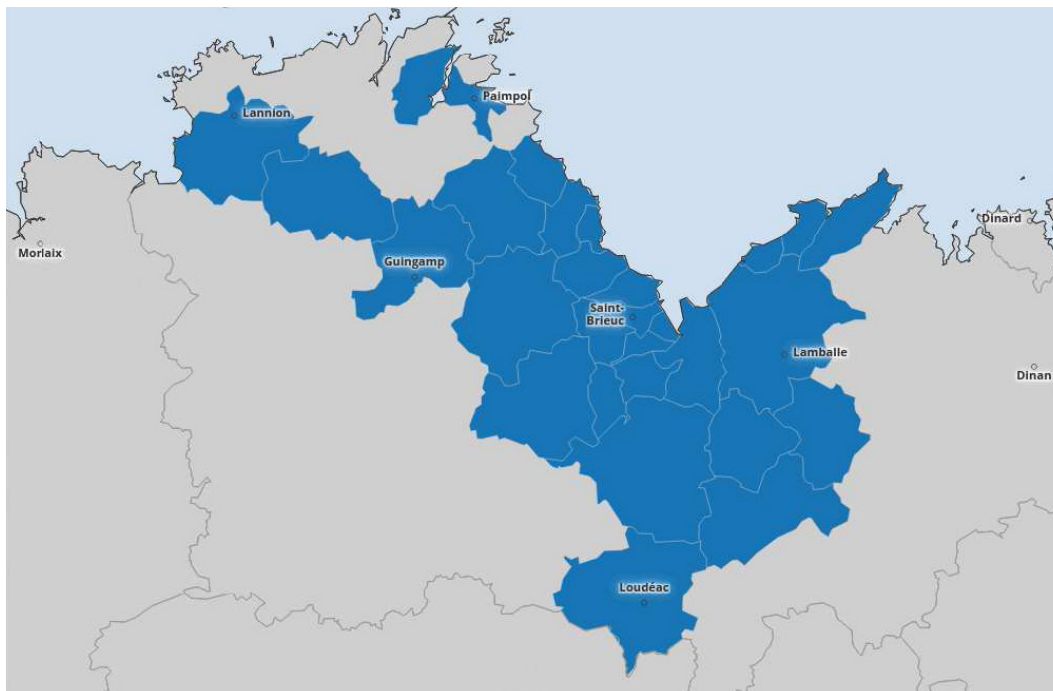 Lannion
Paimpol
Morlaix
Guingamp
Saint-
Brieuc
Dinard
Lamballe
Dinan
Loudéac